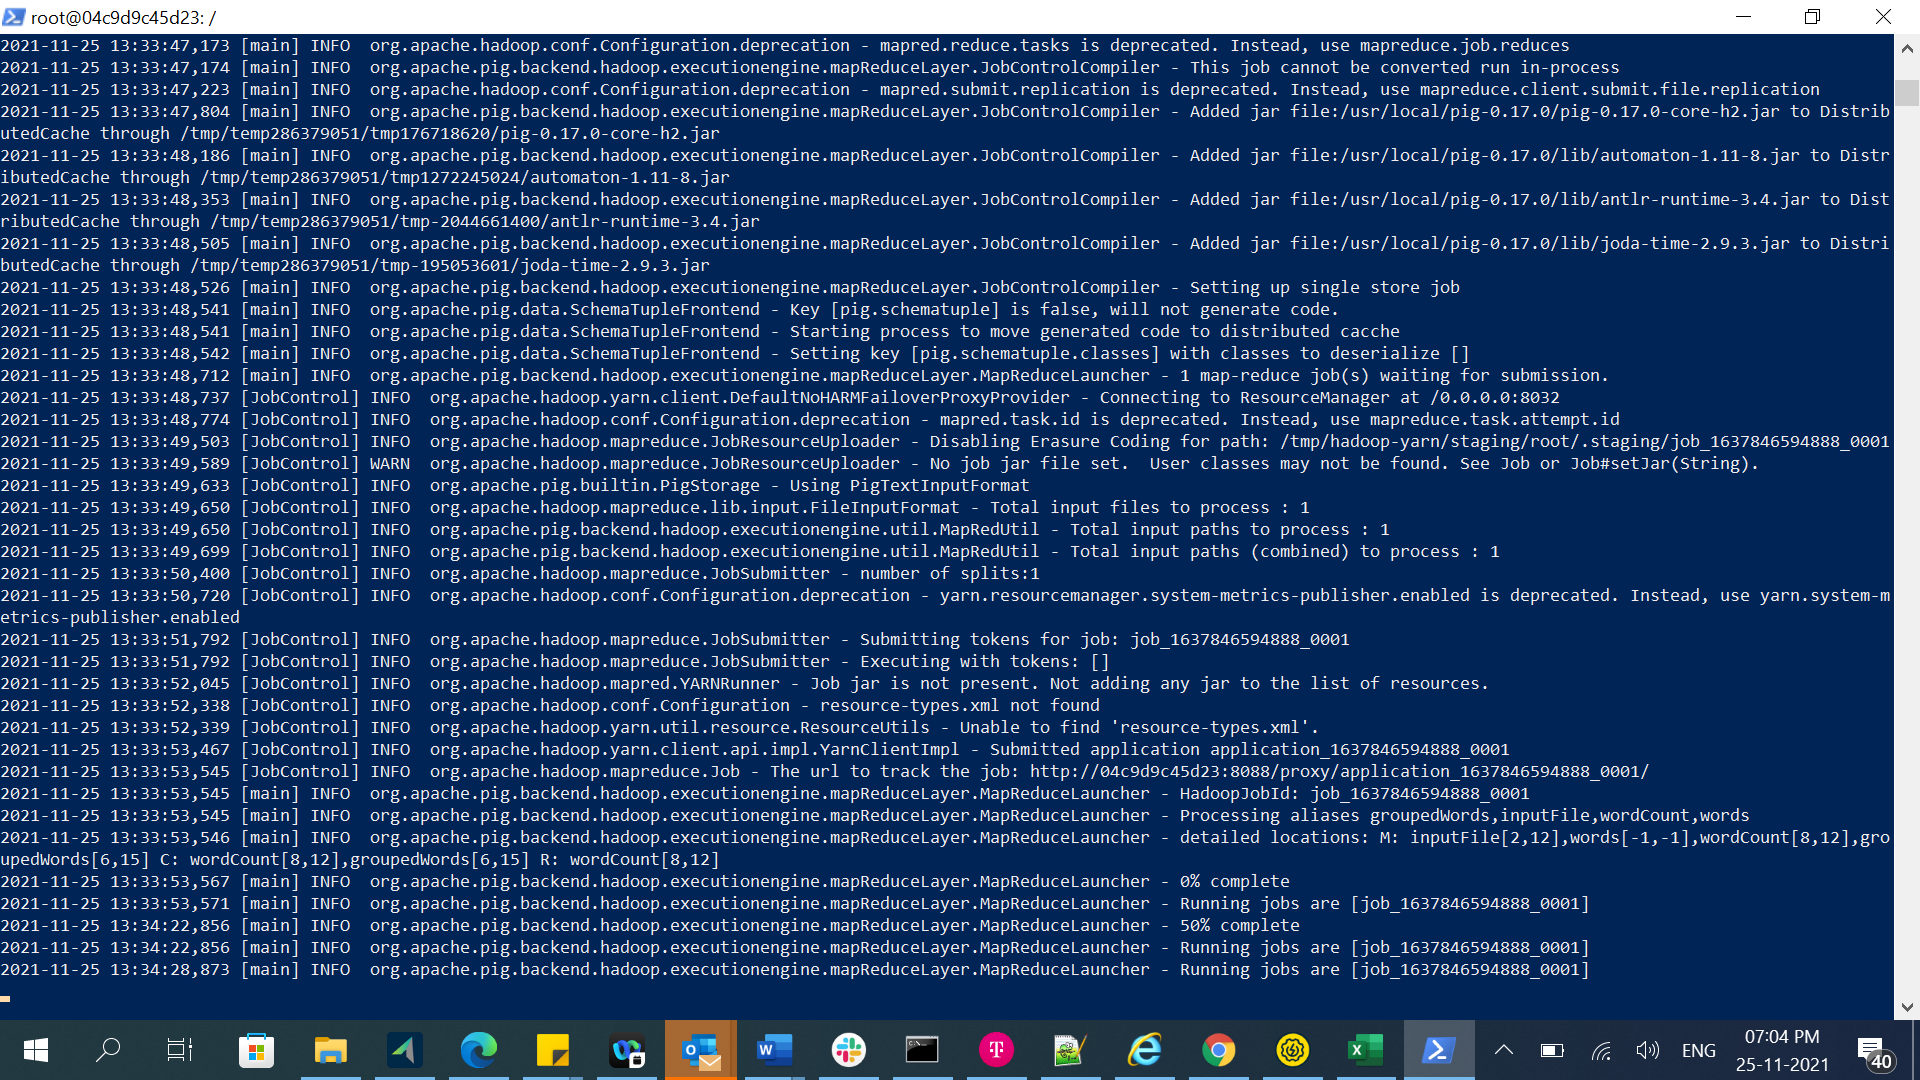 root@04c9d9c45d23: /
2021-11-25 13:33:47,173 [main] INFO  org.apache.hadoop.conf.Configuration.deprecation - mapred.reduce.tasks is deprecated. Instead, use mapreduce.job.reduces
2021-11-25 13:33:47,174 [main] INFO  org.apache.pig.backend.hadoop.executionengine.mapReduceLayer.JobControlCompiler - This job cannot be converted run in-process
2021-11-25 13:33:47,223 [main] INFO  org.apache.hadoop.conf.Configuration.deprecation - mapred.submit.replication is deprecated. Instead, use mapreduce.client.submit.file.replication
2021-11-25 13:33:47,804 [main] INFO  org.apache.pig.backend.hadoop.executionengine.mapReduceLayer.JobControlCompiler - Added jar file:/usr/local/pig-0.17.0/pig-0.17.0-core-h2.jar to Distrib
utedCache through /tmp/temp286379051/tmp176718620/pig-0.17.0-core-h2.jar
2021-11-25 13:33:48,186 [main] INFO  org.apache.pig.backend.hadoop.executionengine.mapReduceLayer.JobControlCompiler - Added jar file:/usr/local/pig-0.17.0/lib/automaton-1.11-8.jar to Distr
ibutedCache through /tmp/temp286379051/tmp1272245024/automaton-1.11-8.jar
2021-11-25 13:33:48,353 [main] INFO  org.apache.pig.backend.hadoop.executionengine.mapReduceLayer.JobControlCompiler - Added jar file:/usr/local/pig-0.17.0/lib/antlr-runtime-3.4.jar to Dist
ributedCache through /tmp/temp286379051/tmp-2044661400/antlr-runtime-3.4.jar
2021-11-25 13:33:48,505 [main] INFO  org.apache.pig.backend.hadoop.executionengine.mapReduceLayer.JobControlCompiler - Added jar file:/usr/local/pig-0.17.0/lib/joda-time-2.9.3.jar to Distri
butedCache through /tmp/temp286379051/tmp-195053601/joda-time-2.9.3.jar
2021-11-25 13:33:48,526 [main] INFO  org.apache.pig.backend.hadoop.executionengine.mapReduceLayer.JobControlCompiler - Setting up single store job
2021-11-25 13:33:48,541 [main] INFO  org.apache.pig.data.SchemaTupleFrontend - Key [pig.schematuple] is false, will not generate code.
2021-11-25 13:33:48,541 [main] INFO  org.apache.pig.data.SchemaTupleFrontend - Starting process to move generated code to distributed cacche
2021-11-25 13:33:48,542 [main] INFO  org.apache.pig.data.SchemaTupleFrontend - Setting key [pig.schematuple.classes] with classes to deserialize []
2021-11-25 13:33:48,712 [main] INFO  org.apache.pig.backend.hadoop.executionengine.mapReduceLayer.MapReduceLauncher - 1 map-reduce job(s) waiting for submission.
2021-11-25 13:33:48,737 [JobControl] INFO  org.apache.hadoop.yarn.client.DefaultNoHARMFailoverProxyProvider - Connecting to ResourceManager at /0.0.0.0:8032
2021-11-25 13:33:48,774 [JobControl] INFO  org.apache.hadoop.conf.Configuration.deprecation - mapred.task.id is deprecated. Instead, use mapreduce.task.attempt.id
2021-11-25 13:33:49,503 [JobControl] INFO  org.apache.hadoop.mapreduce.JobResourceUploader - Disabling Erasure Coding for path: /tmp/hadoop-yarn/staging/root/.staging/job_1637846594888_0001
2021-11-25 13:33:49,589 [JobControl] WARN  org.apache.hadoop.mapreduce.JobResourceUploader - No job jar file set.  User classes may not be found. See Job or Job#setJar(String).
2021-11-25 13:33:49,633 [JobControl] INFO  org.apache.pig.builtin.PigStorage - Using PigTextInputFormat
2021-11-25 13:33:49,650 [JobControl] INFO  org.apache.hadoop.mapreduce.lib.input.FileInputFormat - Total input files to process : 1
2021-11-25 13:33:49,650 [JobControl] INFO  org.apache.pig.backend.hadoop.executionengine.util.MapRedUtil - Total input paths to process : 1
2021-11-25 13:33:49,699 [JobControl] INFO  org.apache.pig.backend.hadoop.executionengine.util.MapRedUtil - Total input paths (combined) to process : 1
2021-11-25 13:33:50,400 [JobControl] INFO  org.apache.hadoop.mapreduce.JobSubmitter - number of splits:1
2021-11-25 13:33:50,720 [JobControl] INFO  org.apache.hadoop.conf.Configuration.deprecation - yarn.resourcemanager.system-metrics-publisher.enabled is deprecated. Instead, use yarn.system-m
etrics-publisher.enabled
2021-11-25 13:33:51,792 [JobControl] INFO  org.apache.hadoop.mapreduce.JobSubmitter - Submitting tokens for job: job_1637846594888_0001
2021-11-25 13:33:51,792 [JobControl] INFO  org.apache.hadoop.mapreduce.JobSubmitter - Executing with tokens: []
2021-11-25 13:33:52,045 [JobControl] INFO  org.apache.hadoop.mapred.YARNRunner - Job jar is not present. Not adding any jar to the list of resources.
2021-11-25 13:33:52,338 [JobControl] INFO  org.apache.hadoop.conf.Configuration - resource-types.xml not found
2021-11-25 13:33:52,339 [JobControl] INFO  org.apache.hadoop.yarn.util.resource.ResourceUtils - Unable to find 'resource-types.xml'.
2021-11-25 13:33:53,467 [JobControl] INFO  org.apache.hadoop.yarn.client.api.impl.YarnClientImpl - Submitted application application_1637846594888_0001
2021-11-25 13:33:53,545 [JobControl] INFO  org.apache.hadoop.mapreduce.Job - The url to track the job: http://04c9d9c45d23:8088/proxy/application_1637846594888_0001/
2021-11-25 13:33:53,545 [main] INFO  org.apache.pig.backend.hadoop.executionengine.mapReduceLayer.MapReduceLauncher - HadoopJobId: job_1637846594888_0001
2021-11-25 13:33:53,545 [main] INFO  org.apache.pig.backend.hadoop.executionengine.mapReduceLayer.MapReduceLauncher - Processing aliases groupedWords,inputFile,wordCount,words
2021-11-25 13:33:53,546 [main] INFO  org.apache.pig.backend.hadoop.executionengine.mapReduceLayer.MapReduceLauncher - detailed locations: M: inputFile[2,12],words[-1,-1],wordCount[8,12],gro
upedWords[6,15] C: wordCount[8,12],groupedWords[6,15] R: wordCount[8,12]
2021-11-25 13:33:53,567 [main] INFO  org.apache.pig.backend.hadoop.executionengine.mapReduceLayer.MapReduceLauncher - 0% complete
2021-11-25 13:33:53,571 [main] INFO  org.apache.pig.backend.hadoop.executionengine.mapReduceLayer.MapReduceLauncher - Running jobs are [job_1637846594888_0001]
2021-11-25 13:34:22,856 [main] INFO  org.apache.pig.backend.hadoop.executionengine.mapReduceLayer.MapReduceLauncher - 50% complete
2021-11-25 13:34:22,856 [main] INFO  org.apache.pig.backend.hadoop.executionengine.mapReduceLayer.MapReduceLauncher - Running jobs are [job_1637846594888_0001]
2021-11-25 13:34:28,873 [main] INFO  org.apache.pig.backend.hadoop.executionengine.mapReduceLayer.MapReduceLauncher - Running jobs are [job_1637846594888_0001]
ENG
07:04 PM
25-11-2021
40